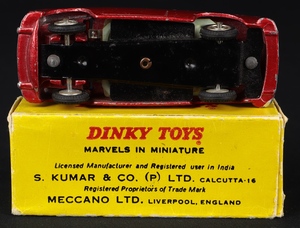 DINKY TOYS
MARVELS IN MINIATURE
Licensed Manufacturer and Registered user in India
S. KUMAR & CO. (P) LTD. CALCUTTA-16
Registered Proprietors of Trade Mark
MECCANO LTD. LIVERPOOL, ENGLAND